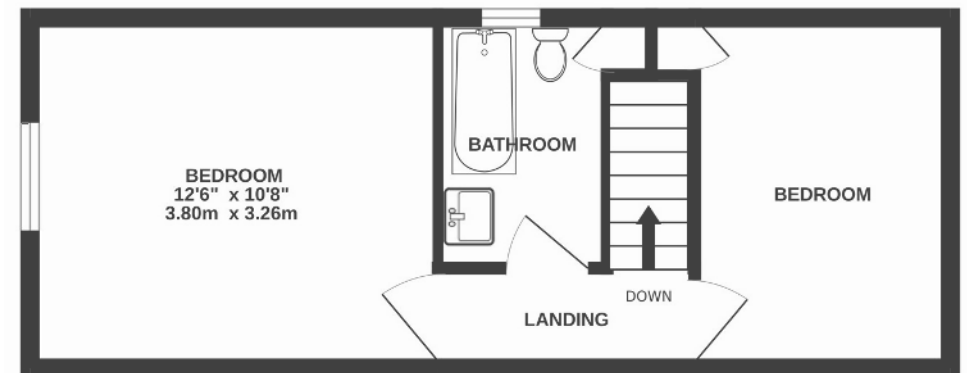 BEDROOM
12'6" x 10'8"
3.80m x 3.26m
BATHROOM
BEDROOM
DOWN
LANDING